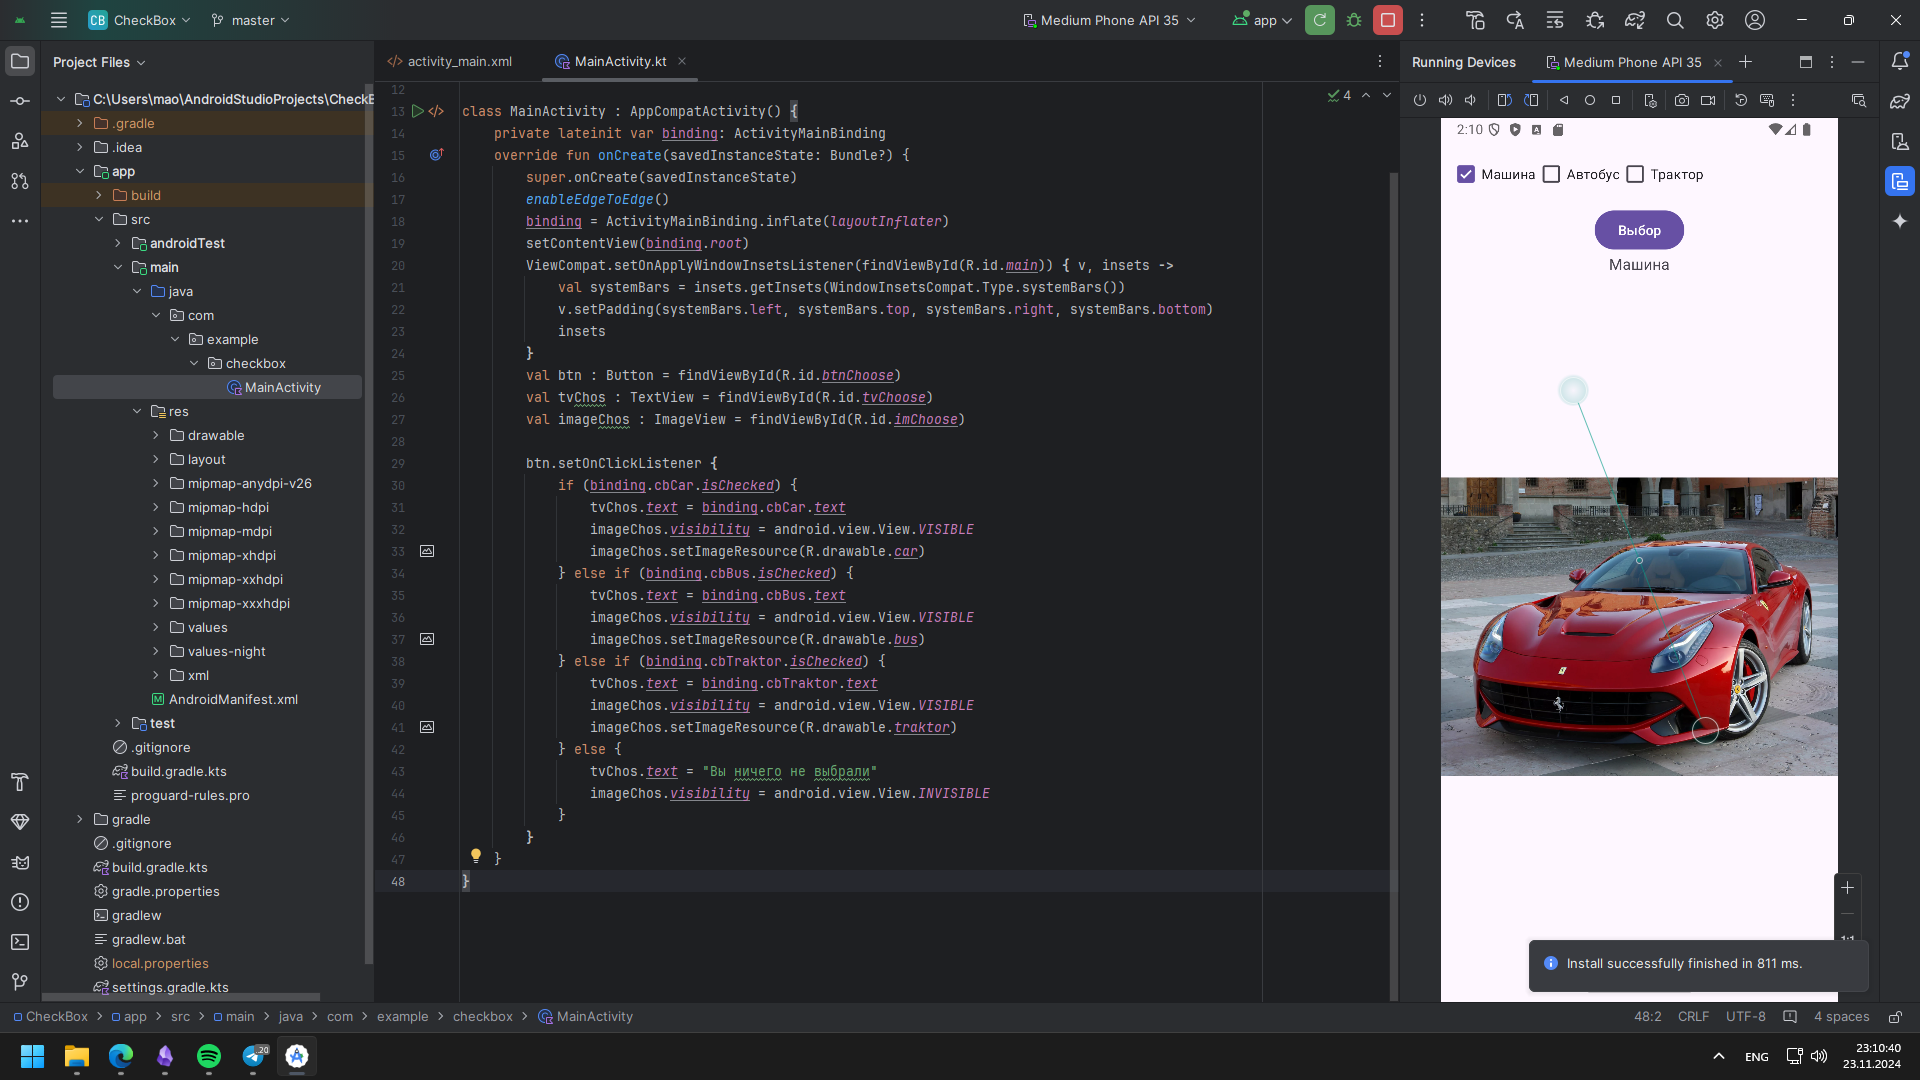 CB CheckBox
master
Medium Phone API 35
app
Project Files
activity_main.xml
MainActivity.kt
Running Devices
Medium Phone API 35
C:\Users\mao\AndroidStudioProjects\CheckB
.gradle
.idea
app
build
src
androidTest
main
java
com
example
checkbox
MainActivity
res
drawable
layout
mipmap-anydpi-v26
mipmap-hdpi
mipmap-mdpi
mipmap-xhdpi
mipmap-xxhdpi
mipmap-xxxhdpi
values
values-night
xml
AndroidManifest.xml
test
.gitignore
build.gradle.kts
proguard-rules.pro
gradle
.gitignore
build.gradle.kts
gradle.properties
gradlew
gradlew.bat
local.properties
settings.gradle.kts
4
12
13 class MainActivity : AppCompatActivity() {
14 private lateinit var binding: ActivityMainBinding
15 override fun onCreate(savedInstanceState: Bundle?) {
16 super.onCreate(savedInstanceState)
17 enableEdgeToEdge()
18 binding = ActivityMainBinding.inflate(layoutInflater)
19 setContentView(binding.root)
20 ViewCompat.setOnApplyWindowInsetsListener(findViewById(R.id.main)) { v, insets ->
21 val systemBars = insets.getInsets(WindowInsetsCompat.Type.systemBars())
22 v.setPadding(systemBars.left, systemBars.top, systemBars.right, systemBars.bottom)
23 insets
24 }
25 val btn : Button = findViewById(R.id.btnChoose)
26 val tvChos : TextView = findViewById(R.id.tvChoose)
27 val imageChos : ImageView = findViewById(R.id.imChoose)
28
29 btn.setOnClickListener {
30 if (binding.cbCar.isChecked) {
31 tvChos.text = binding.cbCar.text
32 imageChos.visibility = android.view.View.VISIBLE
33 imageChos.setImageResource(R.drawable.car)
34 } else if (binding.cbBus.isChecked) {
35 tvChos.text = binding.cbBus.text
36 imageChos.visibility = android.view.View.VISIBLE
37 imageChos.setImageResource(R.drawable.bus)
38 } else if (binding.cbTraktor.isChecked) {
39 tvChos.text = binding.cbTraktor.text
40 imageChos.visibility = android.view.View.VISIBLE
41 imageChos.setImageResource(R.drawable.traktor)
42 } else {
43 tvChos.text = "Вы ничего не выбрали"
44 imageChos.visibility = android.view.View.INVISIBLE
45 }
46 }
47 }
48 }
2:10
Машина Автобус Трактор
Выбор
Машина
1:1
Install successfully finished in 811 ms.
CheckBox > app > src > main > java > com > example > checkbox > MainActivity
48:2 CRLF UTF-8 4 spaces
20
ENG
23:10:40
23.11.2024